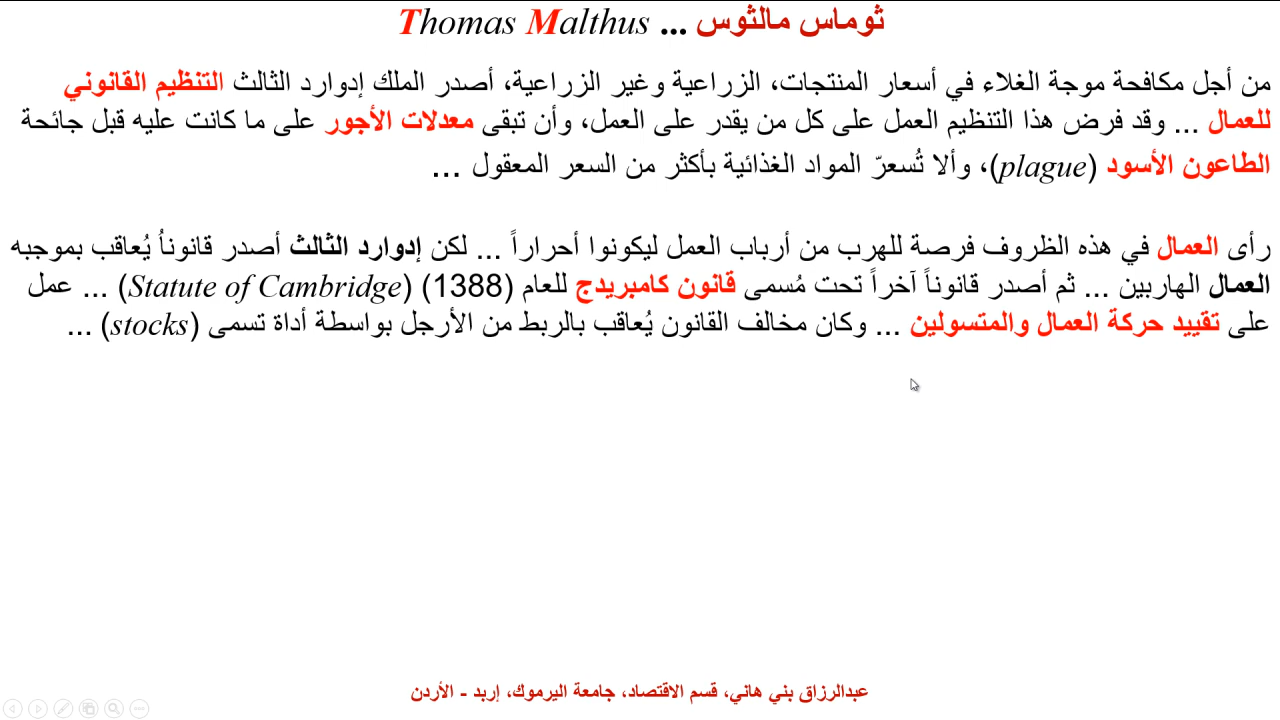 ثوماس مالثوس ... Thomas Malthus
من أجل مكافحة موجة الغلاء في أسعار المنتجات، الزراعية وغير الزراعية، أصدر الملك إدوارد الثالث التنظيم القانوني
للعمال ... وقد فرض هذا التنظيم العمل على كل من يقدر على العمل، وأن تبقى معدلات الأجور على ما كانت عليه قبل جائحة
الطاعون الأسود (plague)، وألا تُسعرّ المواد الغذائية بأكثر من السعر المعقول ...
رأى العمال في هذه الظروف فرصة للهرب من أرباب العمل ليكونوا أحراراً ... لكن إدوارد الثالث أصدر قانوناُ يُعاقب بموجبه
العمال الهاربين ... ثم أصدر قانوناً آخراً تحت مُسمى قانون كامبريدج للعام (1388) (Statute of Cambridge) ... عمل
على تقييد حركة العمال والمتسولين ... وكان مخالف القانون يُعاقب بالربط من الأرجل بواسطة أداة تسمى (stocks) ...
عبدالرزاق بني هاني، قسم الاقتصاد، جامعة اليرموك، إربد - الأردن